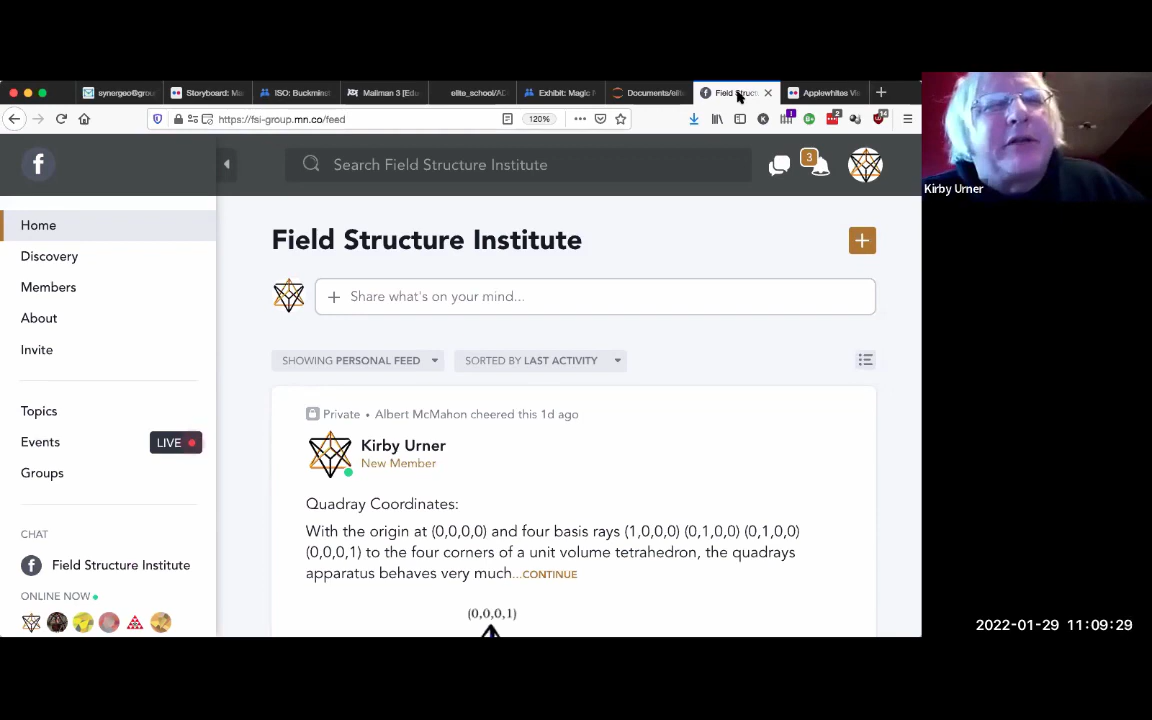 synergeo@grou
Storyboard: Ma
ISO: Buckminst
Mailman 3 [Edu
elite_school/AD
Exhibit: Magic N
Documents/elite
Field Struct
Applewhites Vi
https://fsi-group.mn.co/feed
120%
f
Search Field Structure Institute
3
Kirby Urner
Home
Discovery
Members
About
Invite
Topics
Events
LIVE
Groups
CHAT
f
Field Structure Institute
ONLINE NOW
Field Structure Institute
Share what's on your mind...
SHOWING PERSONAL FEED
SORTED BY LAST ACTIVITY
Private • Albert McMahon cheered this 1d ago
Kirby Urner
New Member
Quadray Coordinates:
With the origin at (0,0,0,0) and four basis rays (1,0,0,0) (0,1,0,0) (0,1,0,0)
(0,0,0,1) to the four corners of a unit volume tetrahedron, the quadrays
apparatus behaves very much...CONTINUE
(0,0,0,1)
2022-01-29 11:09:29